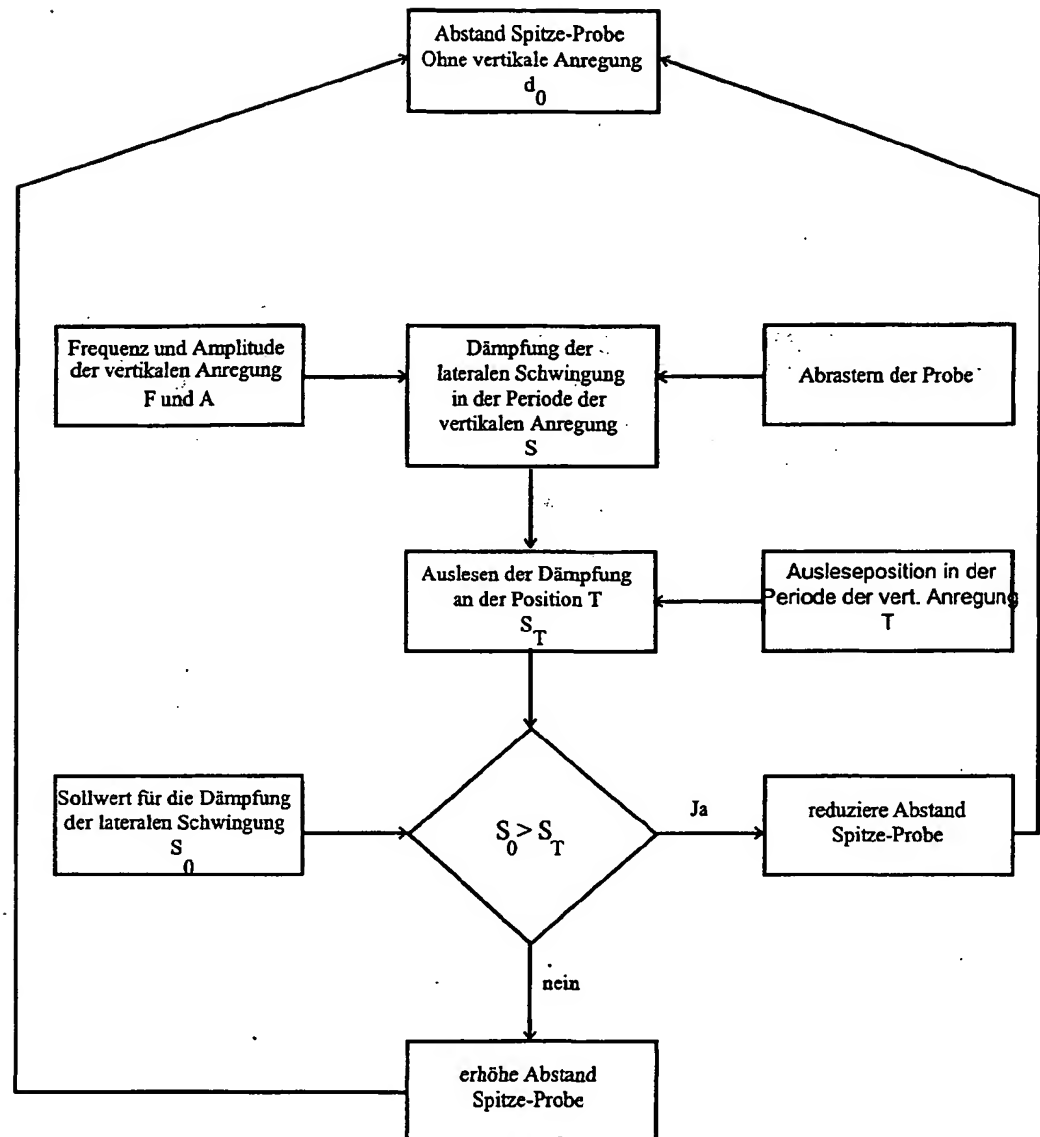 Abstand Spitze-Probe
Ohne vertikale Anregung
d0
Frequenz und Amplitude
der vertikalen Anregung
F und A
Dämpfung der
lateralen Schwingung
in der Periode der
vertikalen Anregung
S
Abrastern der Probe
Auslesen der Dämpfung
an der Position T
S_T
Ausleseposition in der
Periode der vert. Anregung
T
Sollwert für die Dämpfung
der lateralen Schwingung
S0
S0 > S_T
Ja
reduziere Abstand
Spitze-Probe
nein
erhöhe Abstand
Spitze-Probe